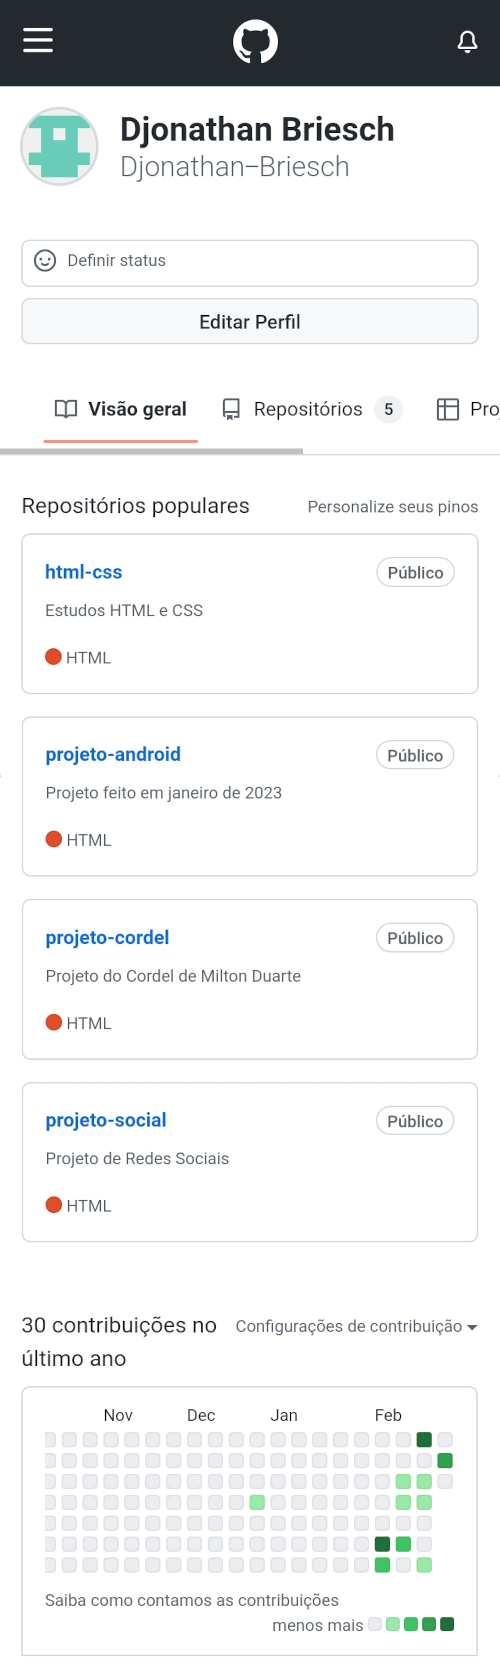 Djonathan Briesch
Djonathan-Briesch
Definir status
Editar Perfil
Visão geral Repositórios 5 Pro
Repositórios populares Personalize seus pinos
html-css Público
Estudos HTML e CSS
HTML
projeto-android Público
Projeto feito em janeiro de 2023
HTML
projeto-cordel Público
Projeto do Cordel de Milton Duarte
HTML
projeto-social Público
Projeto de Redes Sociais
HTML
30 contribuições no Configurações de contribuição
último ano
Nov Dec Jan Feb
Saiba como contamos as contribuições
menos mais